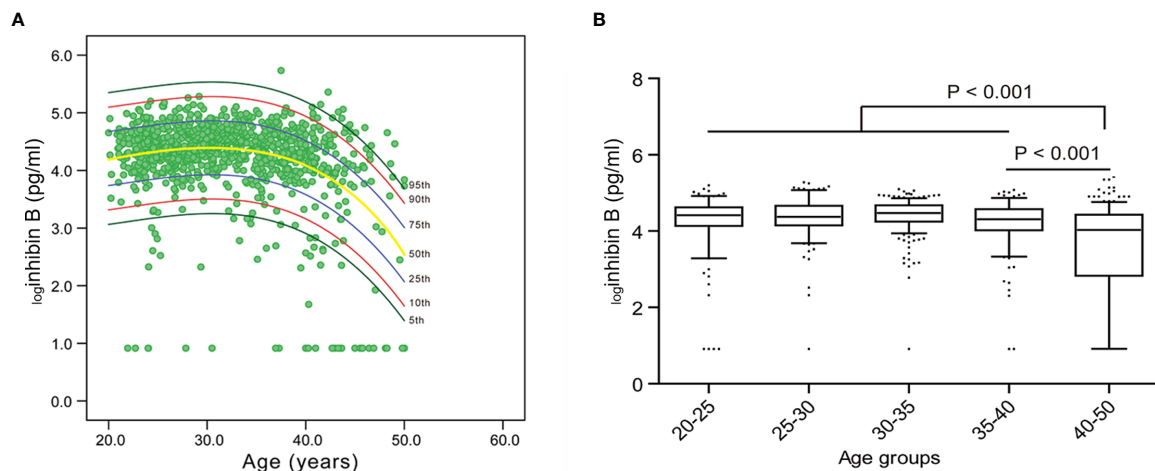 A
loginhibin B (pg/ml)
6.0
5.0
4.0
3.0
2.0
1.0
0.0
95th
90th
75th
50th
25th
10th
5th
20.0 30.0 40.0 50.0 60.0
Age (years)
B
loginhibin B (pg/ml)
8
6
4
2
0
P < 0.001
P < 0.001
20-25 25-30 30-35 35-40 40-50
Age groups